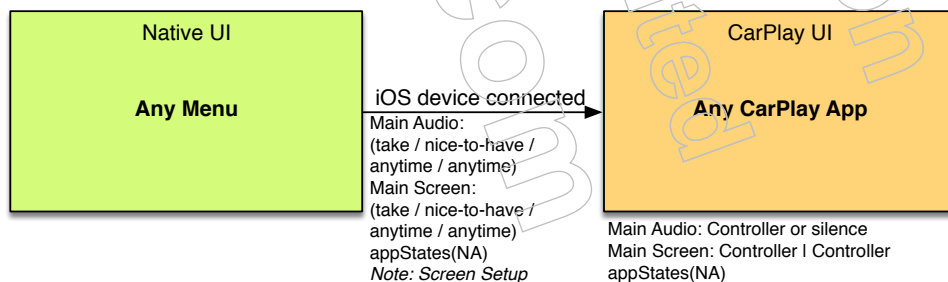 Native UI
Any Menu
iOS device connected
Main Audio:
(take / nice-to-have /
anytime / anytime)
Main Screen:
(take / nice-to-have /
anytime / anytime)
appStates(NA)
Note: Screen Setup
CarPlay UI
Any CarPlay App
Main Audio: Controller or silence
Main Screen: Controller | Controller
appStates(NA)